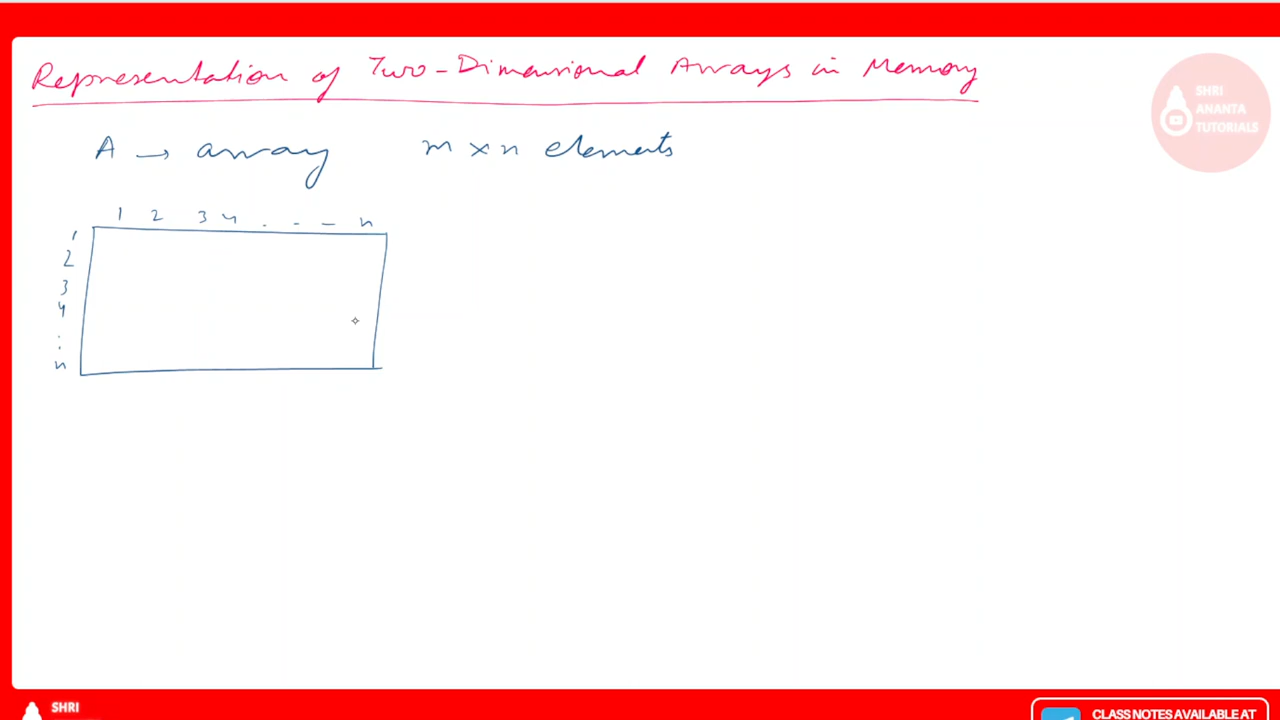 Representation of Two-Dimensional Arrays in Memory
SHRI
ANANTA
TUTORIALS
A → array m × n elements
1 2 3 4 . - - n
1
2
3
4
:
n
SHRI
CLASS NOTES AVAILABLE AT